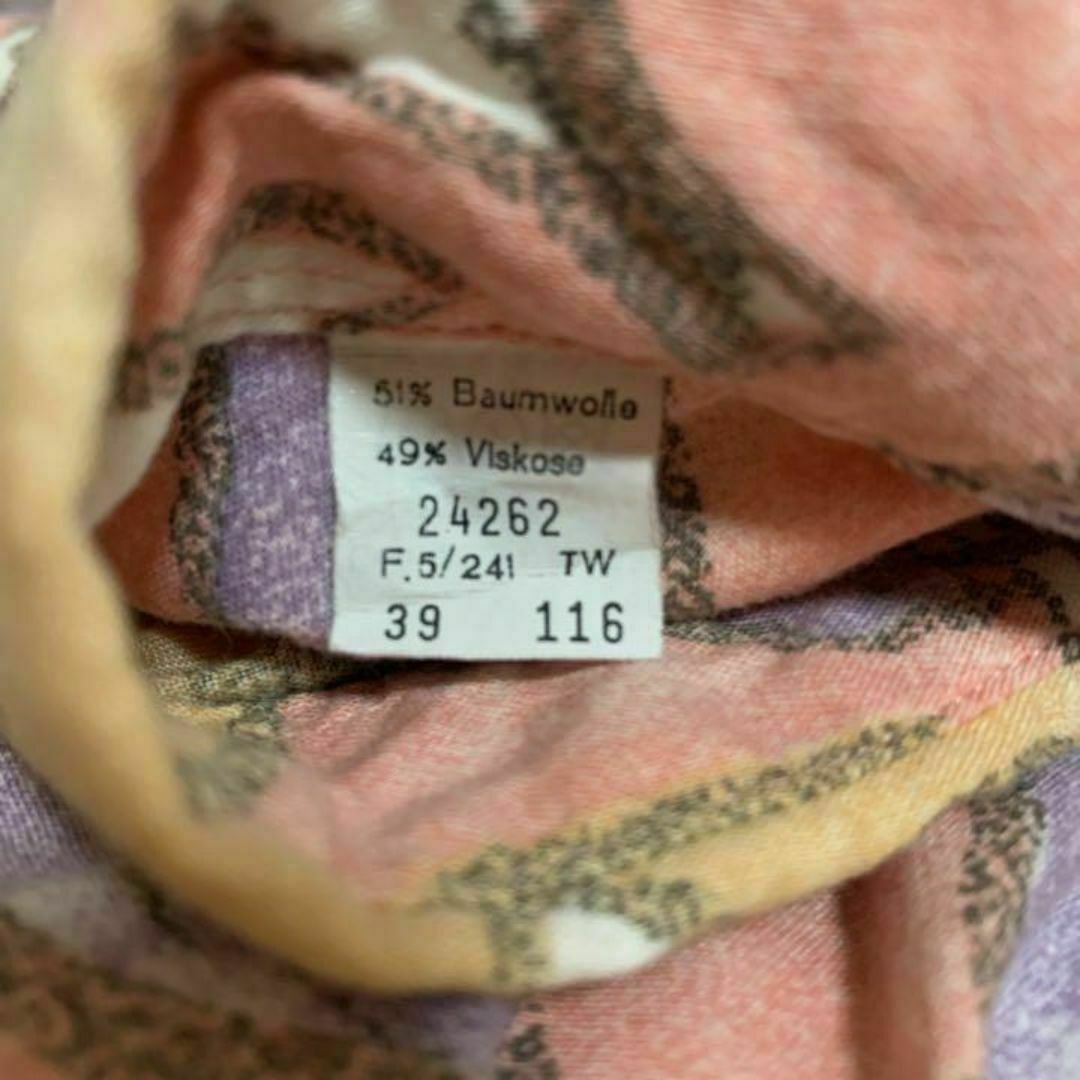 51% Baumwolle
49% Viskose
24262
F.5/241 TW
39 116